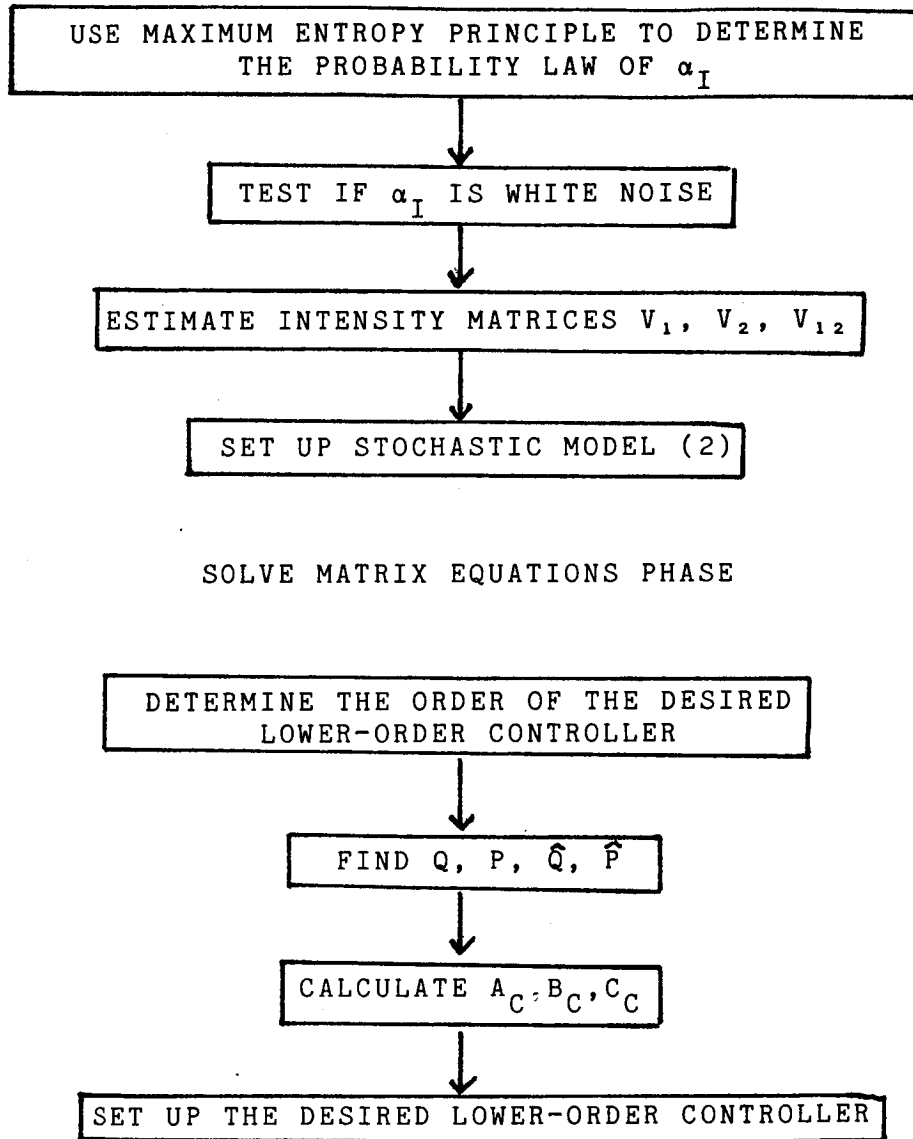 USE MAXIMUM ENTROPY PRINCIPLE TO DETERMINE
THE PROBABILITY LAW OF α_I
TEST IF α_I IS WHITE NOISE
ESTIMATE INTENSITY MATRICES V₁, V₂, V₁₂
SET UP STOCHASTIC MODEL (2)
SOLVE MATRIX EQUATIONS PHASE
DETERMINE THE ORDER OF THE DESIRED
LOWER-ORDER CONTROLLER
FIND Q, P, Q̂, P̂
CALCULATE A_C, B_C, C_C
SET UP THE DESIRED LOWER-ORDER CONTROLLER